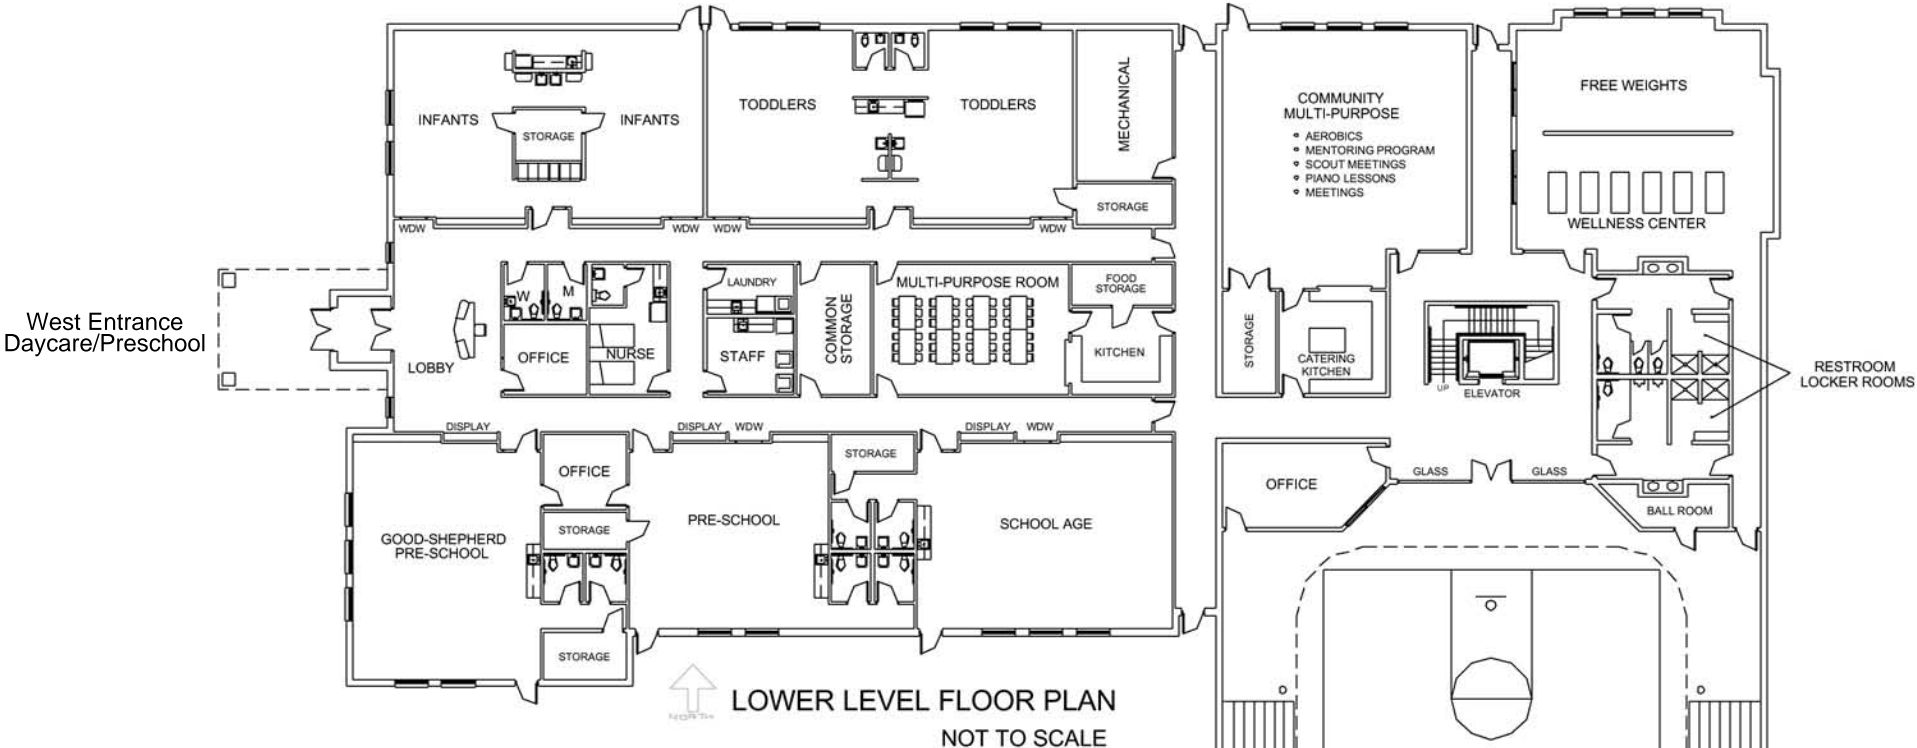 INFANTS
STORAGE
INFANTS
TODDLERS
TODDLERS
MECHANICAL
STORAGE
COMMUNITY
MULTI-PURPOSE
AEROBICS
MENTORING PROGRAM
SCOUT MEETINGS
PIANO LESSONS
MEETINGS
FREE WEIGHTS
WELLNESS CENTER
WDW
WDW
WDW
WDW
West Entrance
Daycare/Preschool
LOBBY
W
M
OFFICE
NURSE
LAUNDRY
STAFF
COMMON
STORAGE
MULTI-PURPOSE ROOM
FOOD
STORAGE
KITCHEN
STORAGE
CATERING
KITCHEN
UP
ELEVATOR
RESTROOM
LOCKER ROOMS
DISPLAY
DISPLAY
WDW
DISPLAY
WDW
GOOD-SHEPHERD
PRE-SCHOOL
OFFICE
STORAGE
STORAGE
PRE-SCHOOL
STORAGE
SCHOOL AGE
OFFICE
GLASS
GLASS
BALL ROOM
NORTH
LOWER LEVEL FLOOR PLAN
NOT TO SCALE